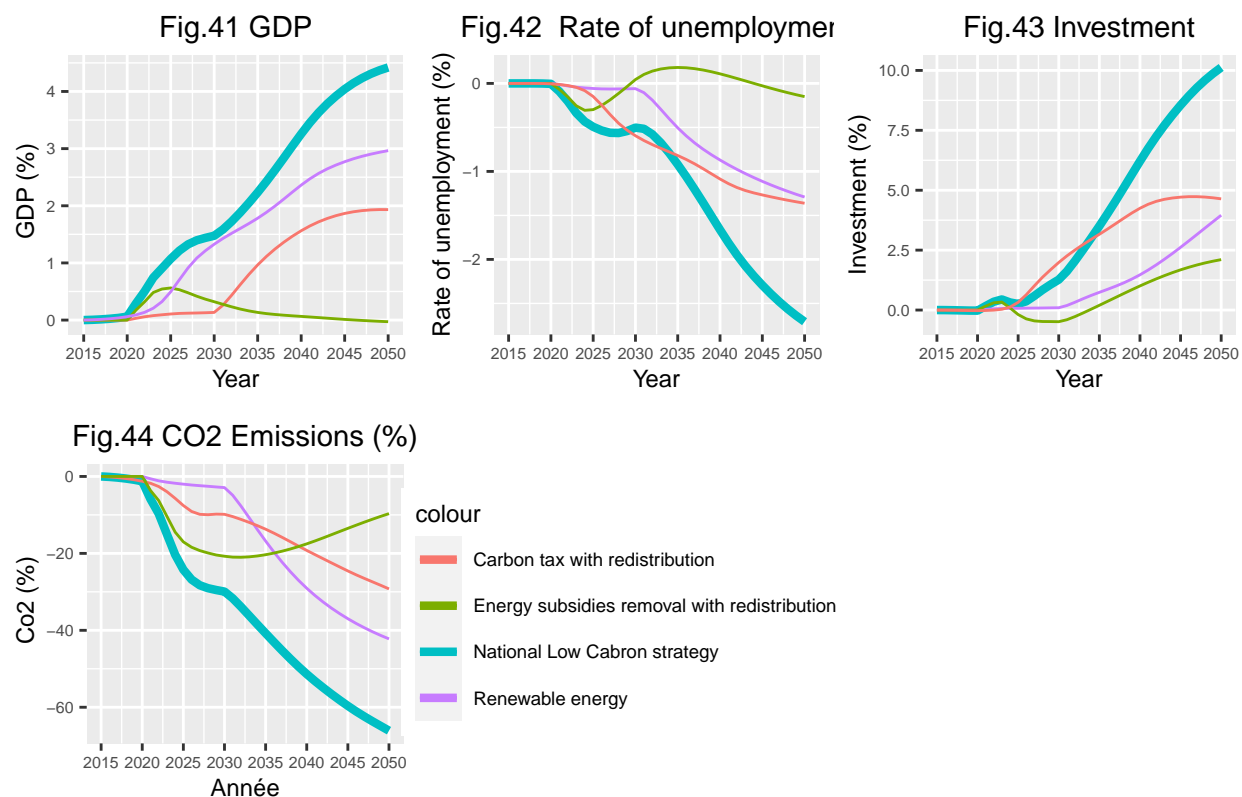 Fig.41 GDP
GDP (%)
4
3
2
1
0
2015 2020 2025 2030 2035 2040 2045 2050
Year
Fig.42 Rate of unemploymen
Rate of unemployment (%)
0
−1
−2
2015 2020 2025 2030 2035 2040 2045 2050
Year
Fig.43 Investment
Investment (%)
10.0
7.5
5.0
2.5
0.0
2015 2020 2025 2030 2035 2040 2045 2050
Year
Fig.44 CO2 Emissions (%)
Co2 (%)
0
−20
−40
−60
2015 2020 2025 2030 2035 2040 2045 2050
Année
colour
Carbon tax with redistribution
Energy subsidies removal with redistribution
National Low Cabron strategy
Renewable energy